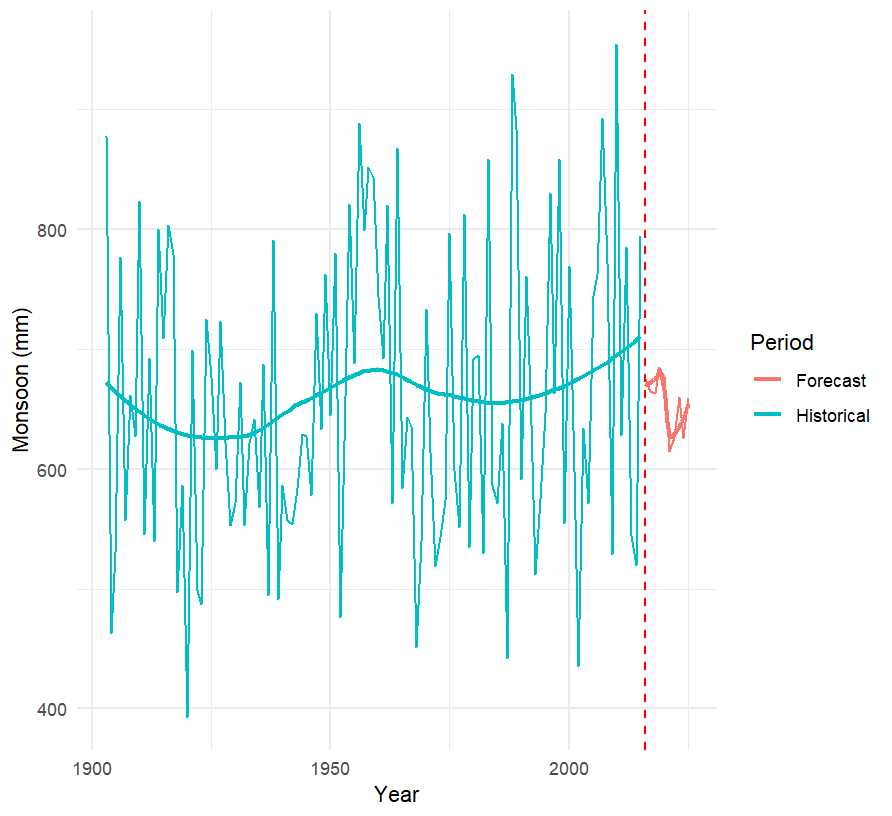 800
600
400
1900
1950
2000
Year
Monsoon (mm)
Period
Forecast
Historical